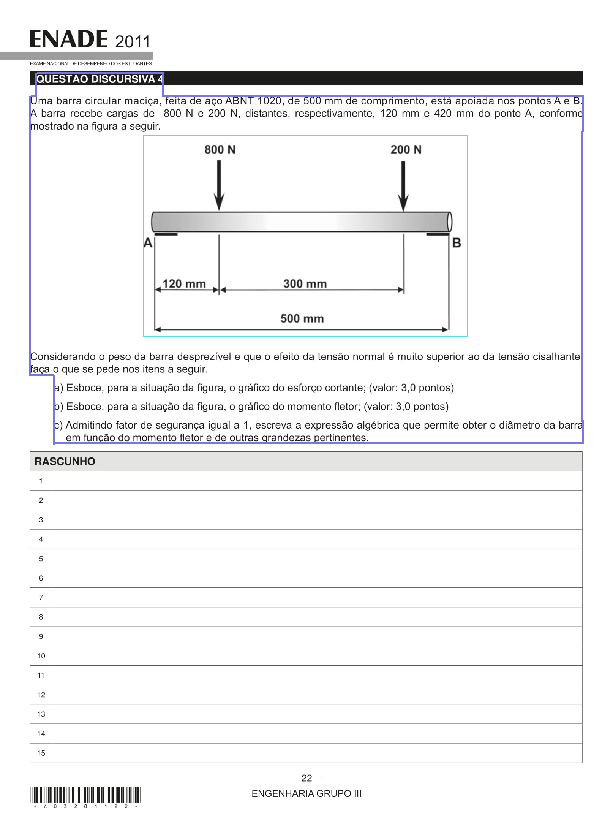 ENADE 2011
EXAME NACIONAL DE DESEMPENHO DOS ESTUDANTES
QUESTÃO DISCURSIVA 4
Uma barra circular maciça, feita de aço ABNT 1020, de 500 mm de comprimento, está apoiada nos pontos A e B.
A barra recebe cargas de 800 N e 200 N, distantes, respectivamente, 120 mm e 420 mm do ponto A, conforme
mostrado na figura a seguir.
800 N
200 N
A
B
120 mm
300 mm
500 mm
Considerando o peso da barra desprezível e que o efeito da tensão normal é muito superior ao da tensão cisalhante,
faça o que se pede nos itens a seguir.
a) Esboce, para a situação da figura, o gráfico do esforço cortante; (valor: 3,0 pontos)
b) Esboce, para a situação da figura, o gráfico do momento fletor; (valor: 3,0 pontos)
c) Admitindo fator de segurança igual a 1, escreva a expressão algébrica que permite obter o diâmetro da barra
em função do momento fletor e de outras grandezas pertinentes.
RASCUNHO
1
2
3
4
5
6
7
8
9
10
11
12
13
14
15
22
ENGENHARIA GRUPO III